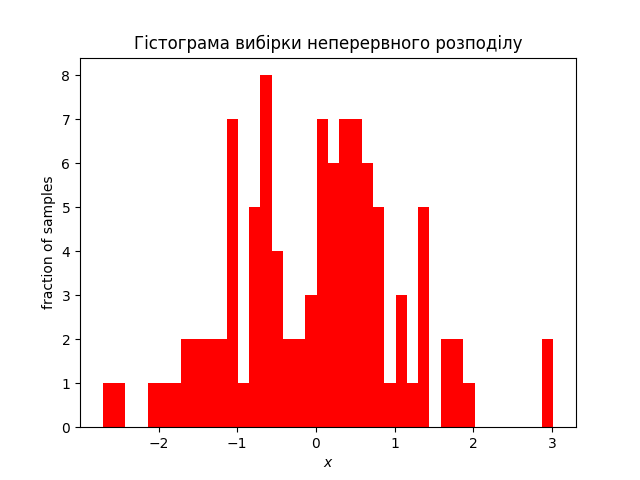 Гістограма вибірки неперервного розподілу
fraction of samples
8
7
6
5
4
3
2
1
0
−2 −1 0 1 2 3
x